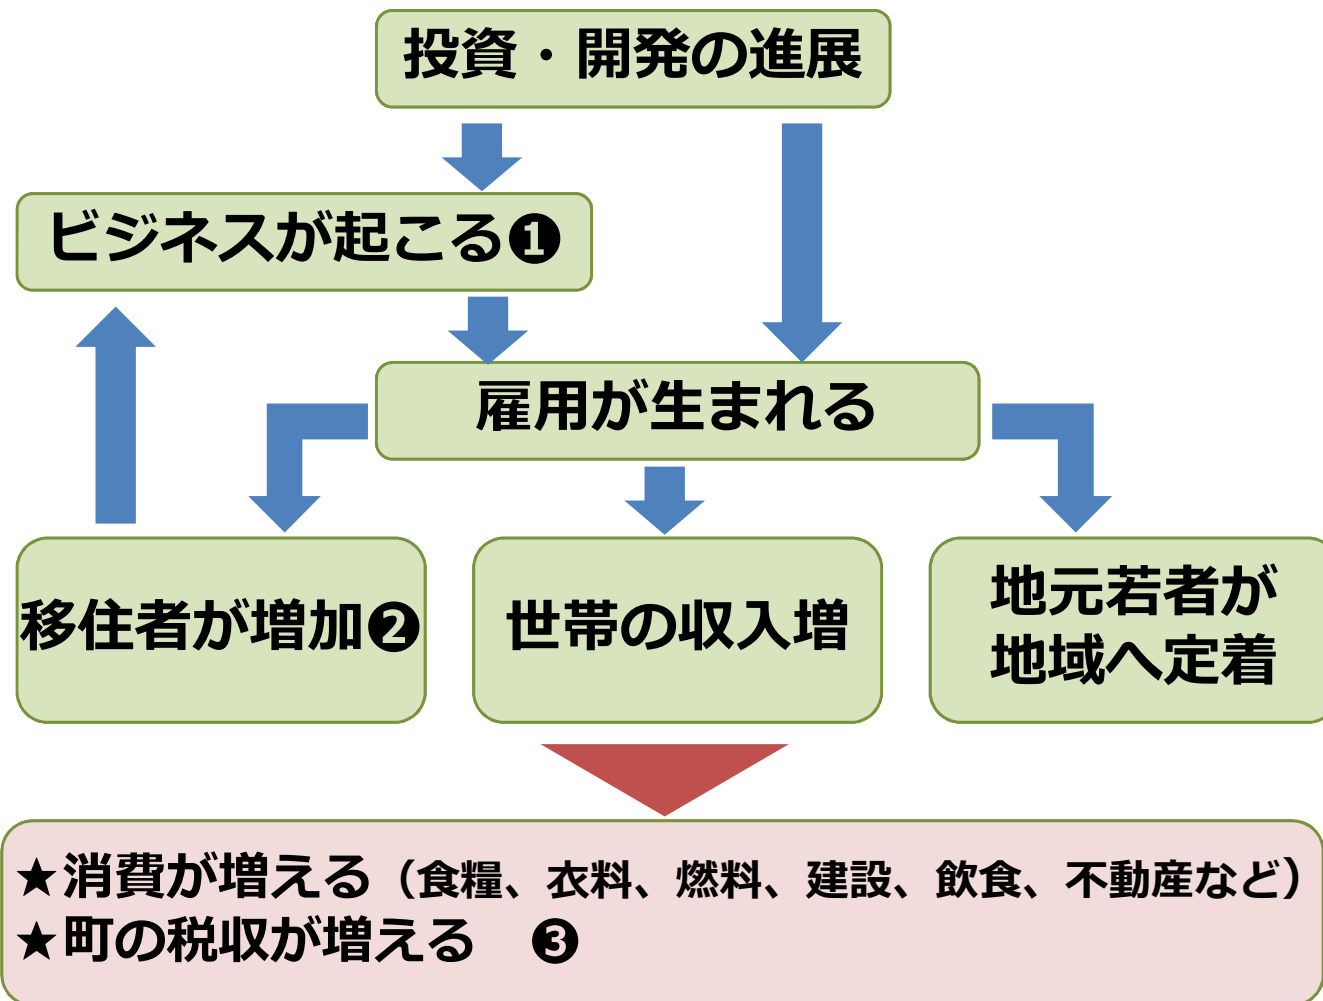 投資・開発の進展
ビジネスが起こる❶
雇用が生まれる
移住者が増加❷
世帯の収入増
地元若者が
地域へ定着
★消費が増える（食糧、衣料、燃料、建設、飲食、不動産など）
★町の税収が増える　❸